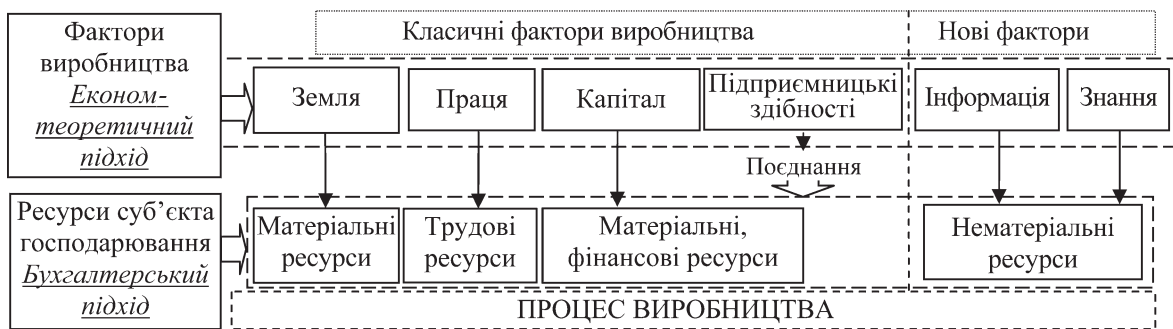 Фактори
виробництва
Економ-
теоретичний
підхід
Класичні фактори виробництва
Нові фактори
Земля
Праця
Капітал
Підприємницькі
здібності
Інформація
Знання
Поєднання
Ресурси суб’єкта
господарювання
Бухгалтерський
підхід
Матеріальні
ресурси
Трудові
ресурси
Матеріальні,
фінансові ресурси
Нематеріальні
ресурси
ПРОЦЕС ВИРОБНИЦТВА